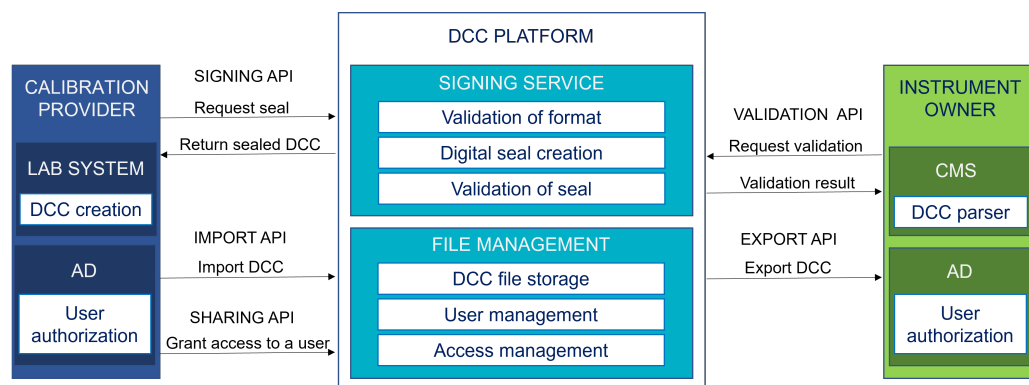 CALIBRATION
PROVIDER
LAB SYSTEM
DCC creation
AD
User
authorization
SIGNING API
Request seal
Return sealed DCC
IMPORT API
Import DCC
SHARING API
Grant access to a user
DCC PLATFORM
SIGNING SERVICE
Validation of format
Digital seal creation
Validation of seal
FILE MANAGEMENT
DCC file storage
User management
Access management
VALIDATION  API
Request validation
Validation result
EXPORT API
Export DCC
INSTRUMENT
OWNER
CMS
DCC parser
AD
User
authorization